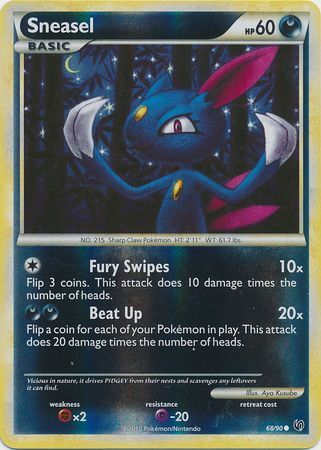 Sneasel HP60
BASIC
NO. 215 Sharp Claw Pokémon HT: 2'11" WT: 61.7 lbs.
Fury Swipes 10x
Flip 3 coins. This attack does 10 damage times
the number of heads.
Beat Up 20x
Flip a coin for each of your Pokémon in play. This attack
does 20 damage times the number of heads.
Vicious in nature, it drives PIDGEY from their nests and scavenges any leftovers
it can find.
Illus. Aya Kusube
weakness resistance retreat cost
×2 -20
©2010 Pokémon/Nintendo 68/90